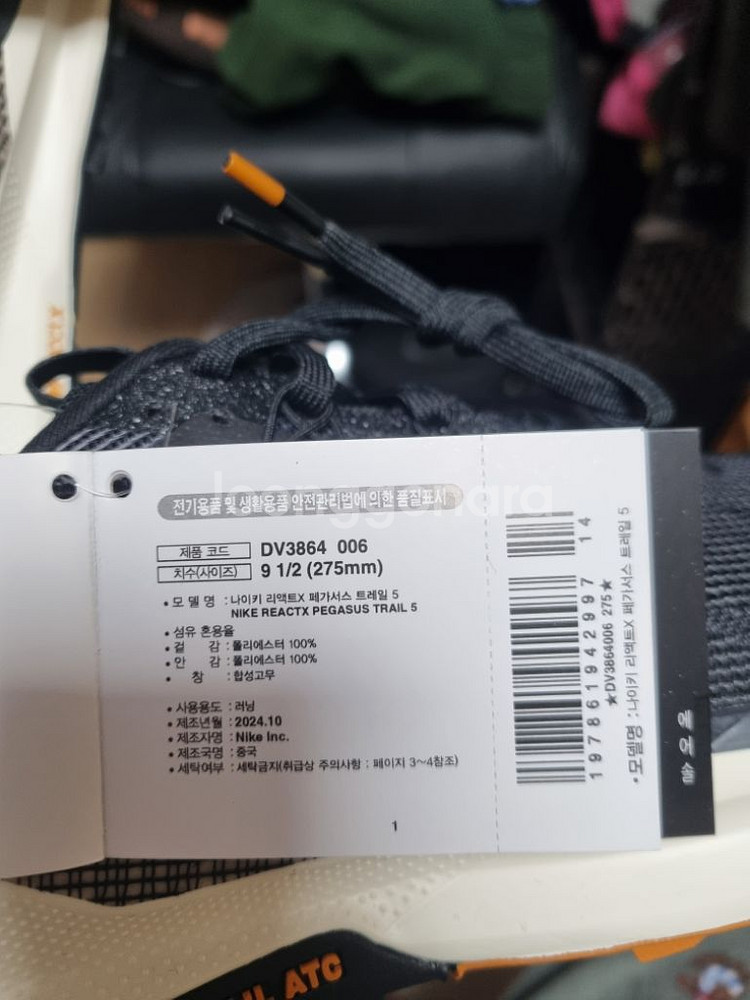 joonggonara
전기용품 및 생활용품 안전관리법에 의한 품질표시
제품 코드 DV3864 006
치수(사이즈) 9 1/2 (275mm)
• 모 델 명 : 나이키 리액트X 페가서스 트레일 5
NIKE REACTX PEGASUS TRAIL 5
• 섬유 혼용율
• 겉 감 : 폴리에스터 100%
• 안 감 : 폴리에스터 100%
• 창 : 합성고무
• 사용용도 : 러닝
• 제조년월 : 2024.10
• 제조자명 : Nike Inc.
• 제조국명 : 중국
• 세탁여부 : 세탁금지(취급상 주의사항 : 페이지 3~4참조)
1
14
197861942997
★DV3864006 275★
• 모델명 : 나이키 리액트X 페가서스 트레일 5
에어솔
ATC